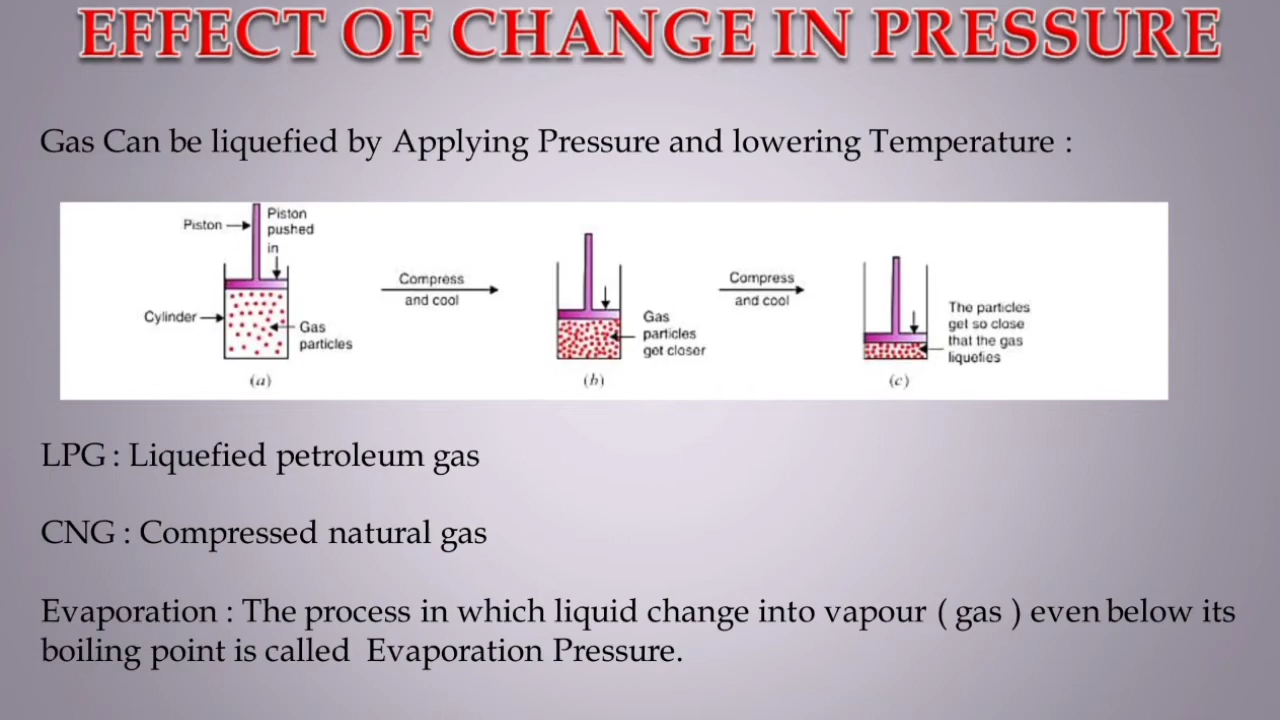 EFFECT OF CHANGE IN PRESSURE
Gas Can be liquefied by Applying Pressure and lowering Temperature :
Piston
Piston
pushed
in
Cylinder
Gas
particles
(a)
Compress
and cool
Gas
particles
get closer
(b)
Compress
and cool
The particles
get so close
that the gas
liquefies
(c)
LPG : Liquefied petroleum gas
CNG : Compressed natural gas
Evaporation : The process in which liquid change into vapour ( gas ) even below its
boiling point is called Evaporation Pressure.